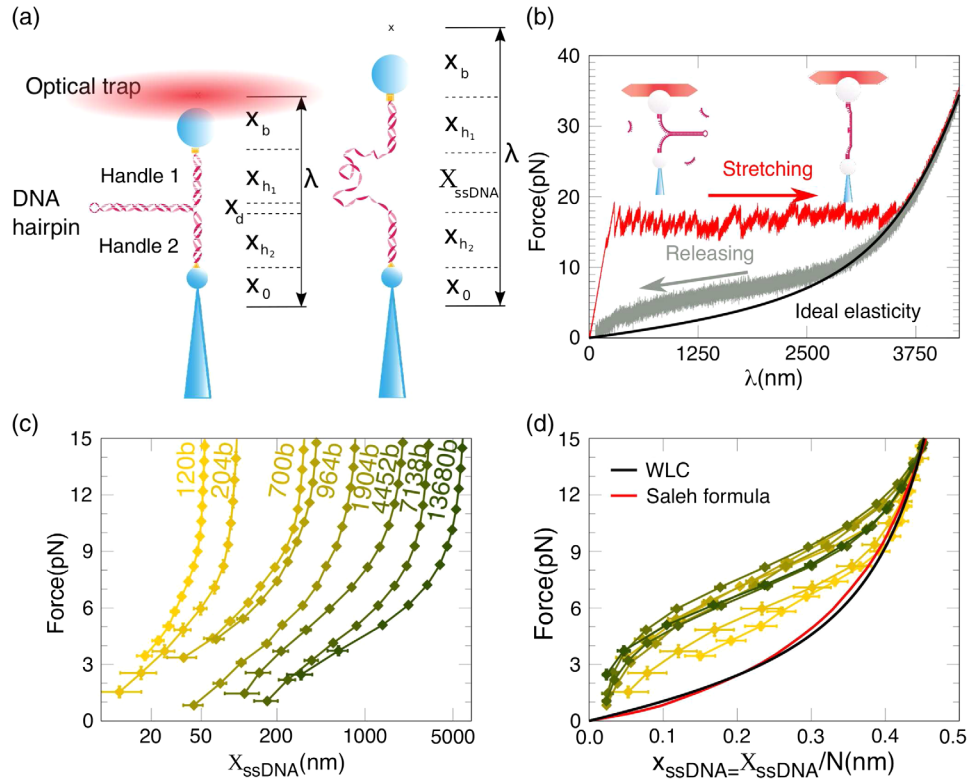 (a)
Optical trap
Handle 1
DNA
hairpin
Handle 2
x_b
x_h₁
x_d
x_h₂
x_0
λ
x
x_b
x_h₁
X_ssDNA
x_h₂
x_0
λ
(b)
Force(pN)
40
30
20
10
0
Stretching
Releasing
Ideal elasticity
0
1250
2500
3750
λ(nm)
(c)
Force(pN)
15
12
9
6
3
0
120b
204b
700b
964b
1904b
4452b
7138b
13680b
20
50
200
1000
5000
X_ssDNA(nm)
(d)
Force(pN)
15
12
9
6
3
0
WLC
Saleh formula
0.0
0.1
0.2
0.3
0.4
0.5
x_ssDNA=X_ssDNA/N(nm)